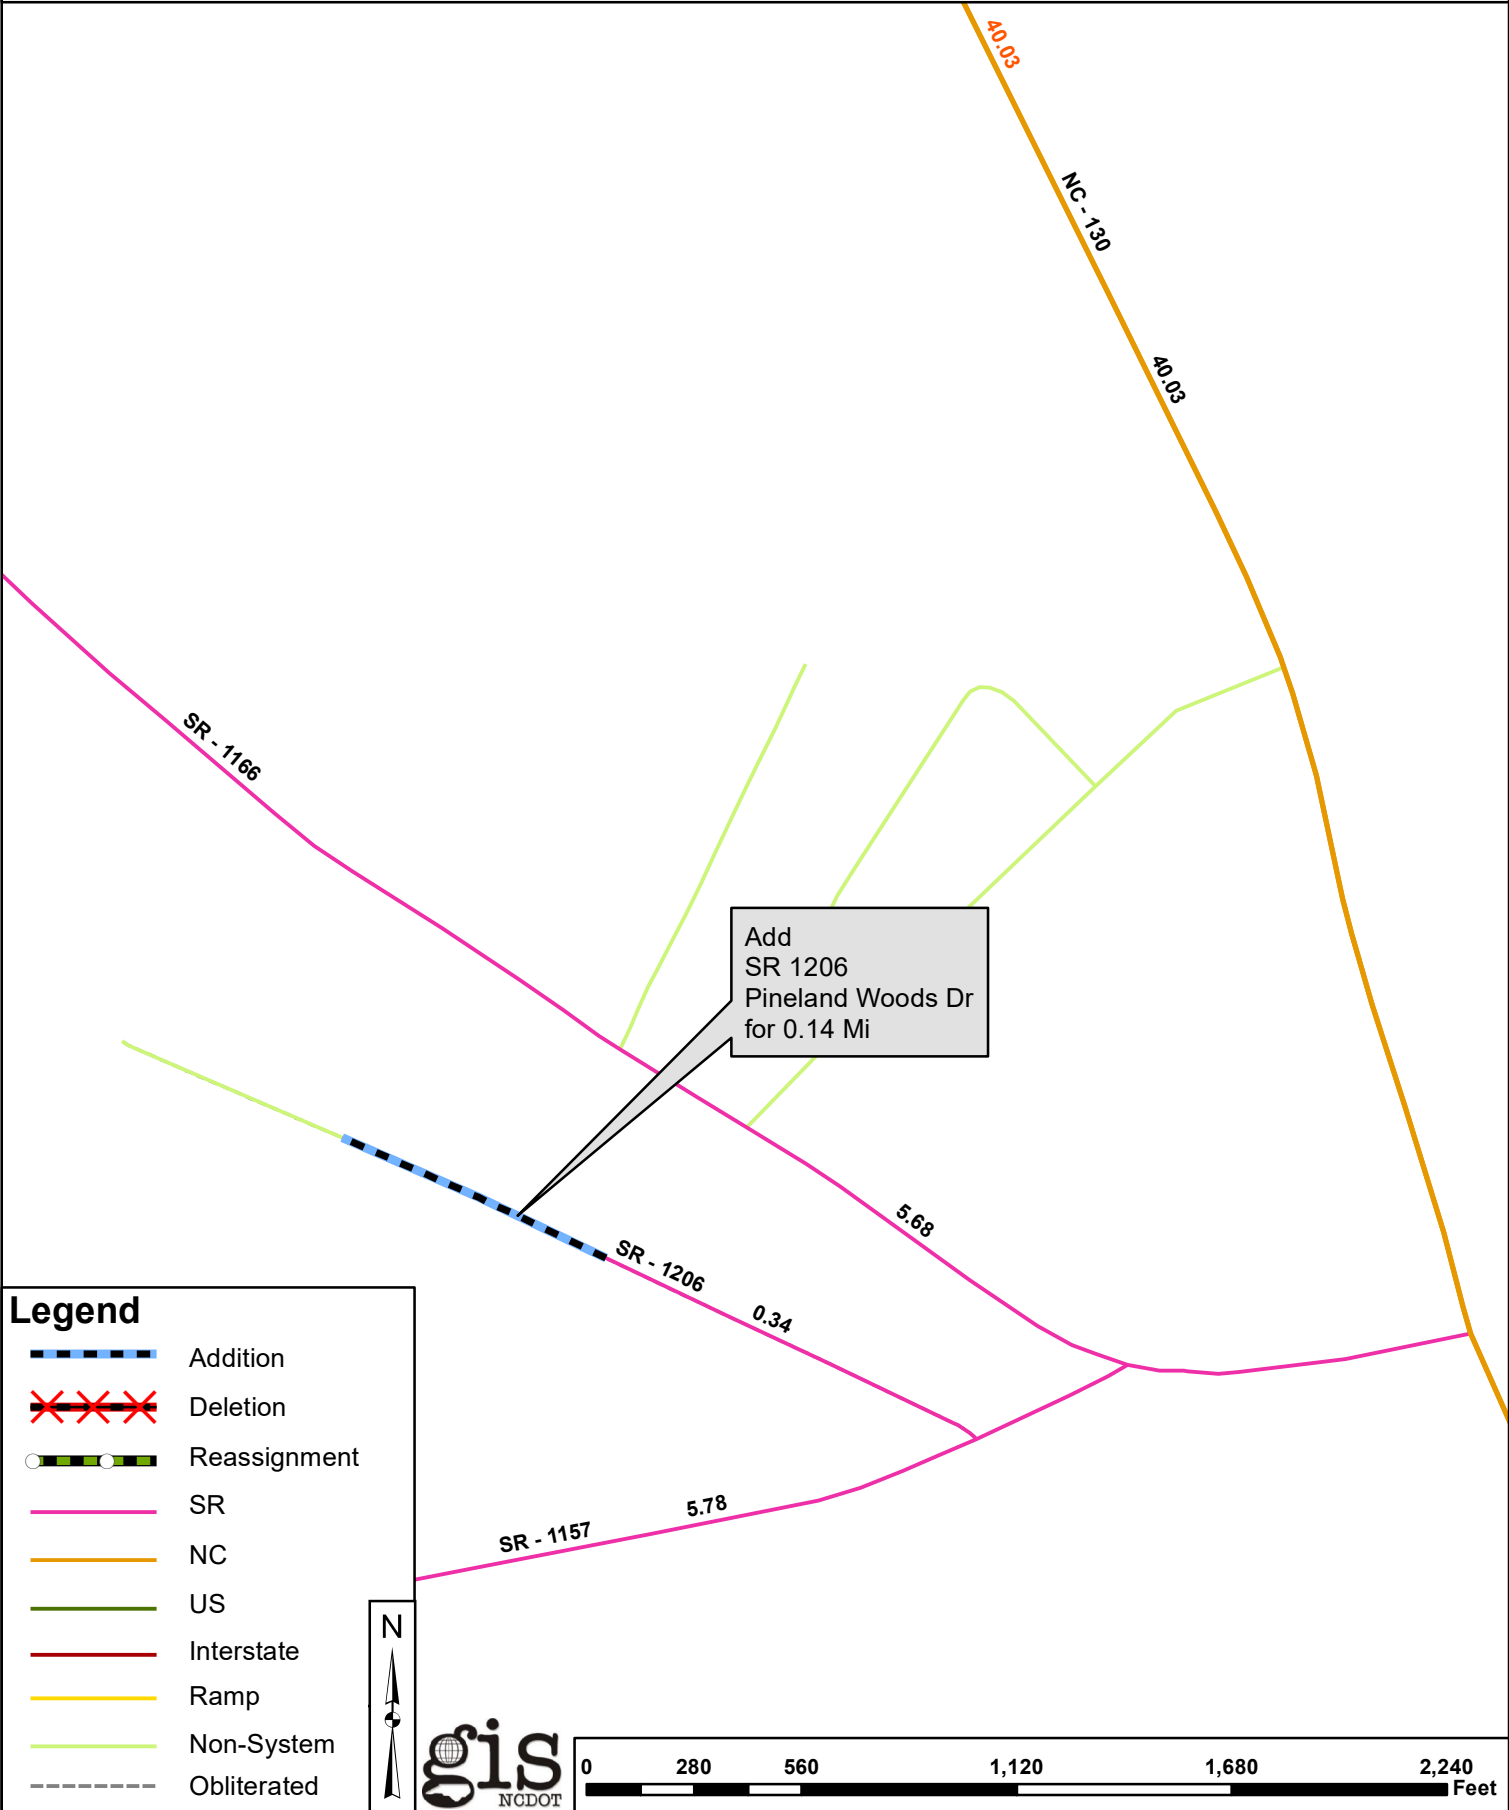 40.03
NC - 130
40.03
SR - 1166
Add
SR 1206
Pineland Woods Dr
for 0.14 Mi
5.68
SR - 1206
0.34
5.78
SR - 1157
Legend
Addition
Deletion
Reassignment
SR
NC
US
Interstate
Ramp
Non-System
Obliterated
N
gis
NCDOT
0 280 560 1,120 1,680 2,240
Feet